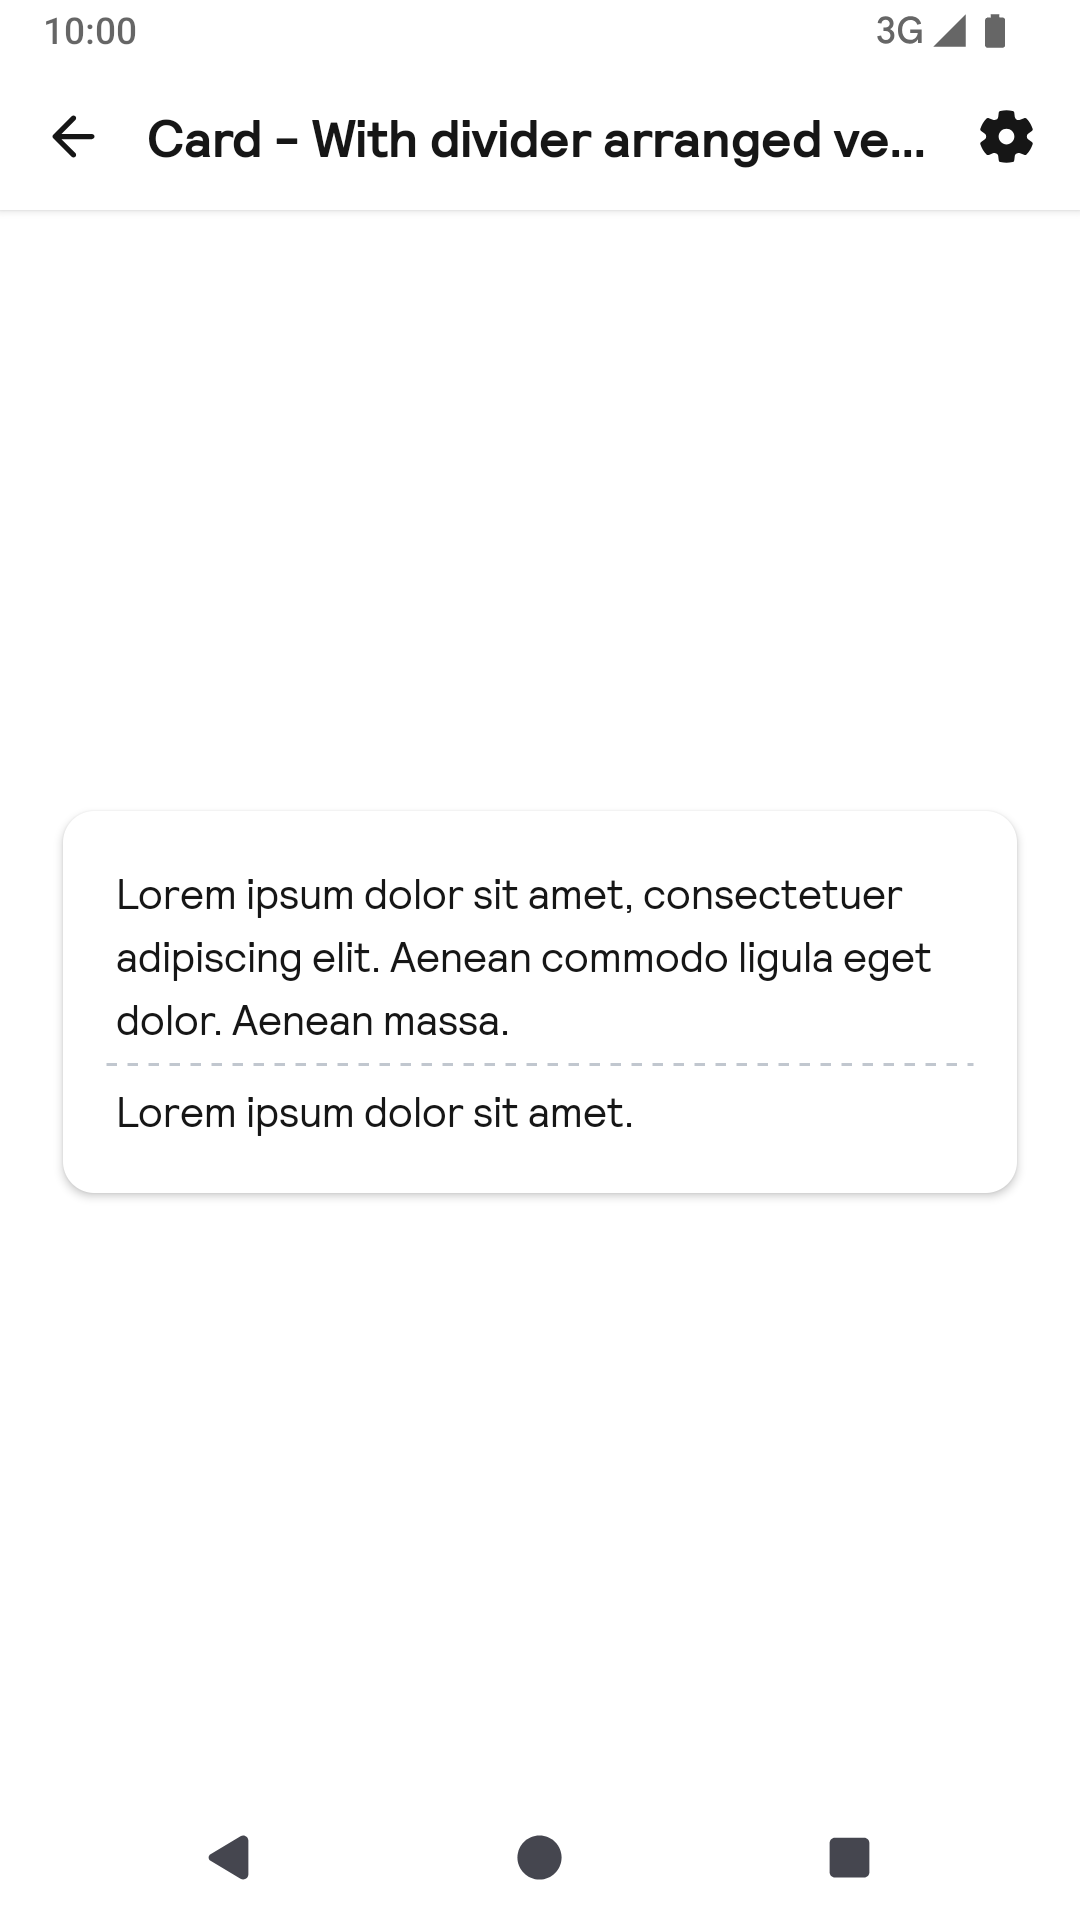 10:00
3G
Card - With divider arranged ve...
Lorem ipsum dolor sit amet, consectetuer
adipiscing elit. Aenean commodo ligula eget
dolor. Aenean massa.
Lorem ipsum dolor sit amet.